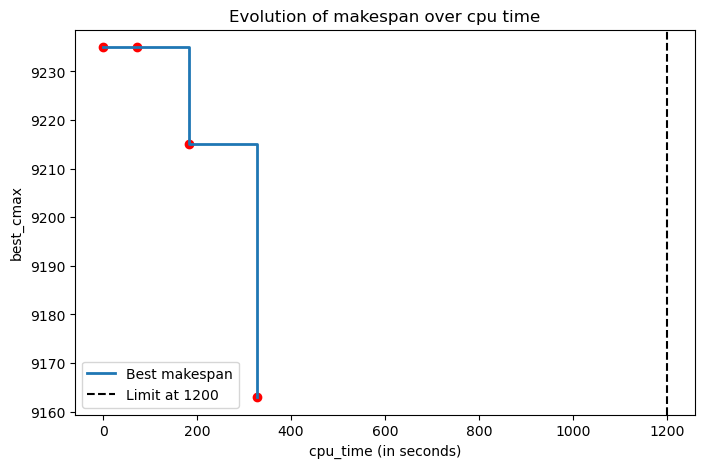 Evolution of makespan over cpu time
best_cmax
9230
9220
9210
9200
9190
9180
9170
9160
Best makespan
Limit at 1200
0 200 400 600 800 1000 1200
cpu_time (in seconds)